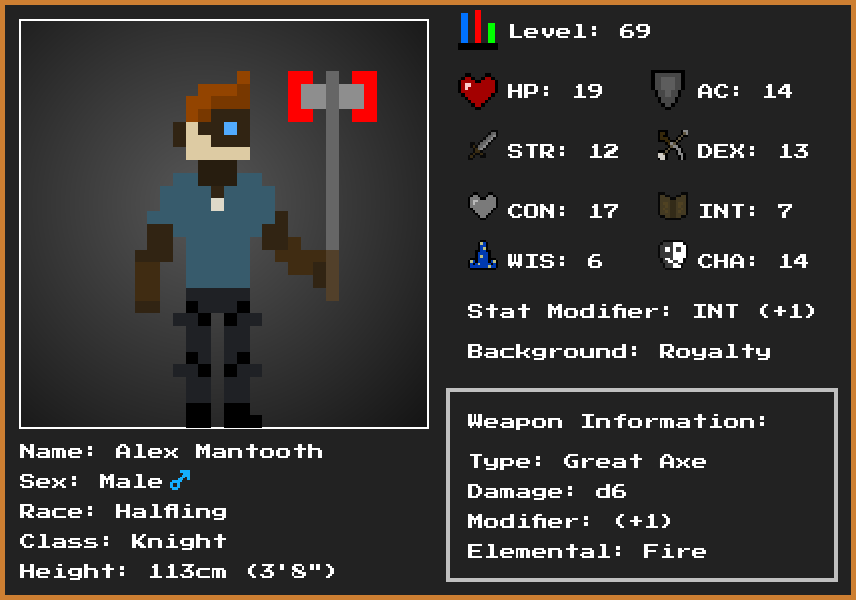 Level: 69
HP: 19 AC: 14
STR: 12 DEX: 13
CON: 17 INT: 7
WIS: 6 CHA: 14
Stat Modifier: INT (+1)
Background: Royalty
Weapon Information:
Type: Great Axe
Damage: d6
Modifier: (+1)
Elemental: Fire
Name: Alex Mantooth
Sex: Male ♂
Race: Halfling
Class: Knight
Height: 113cm (3'8")